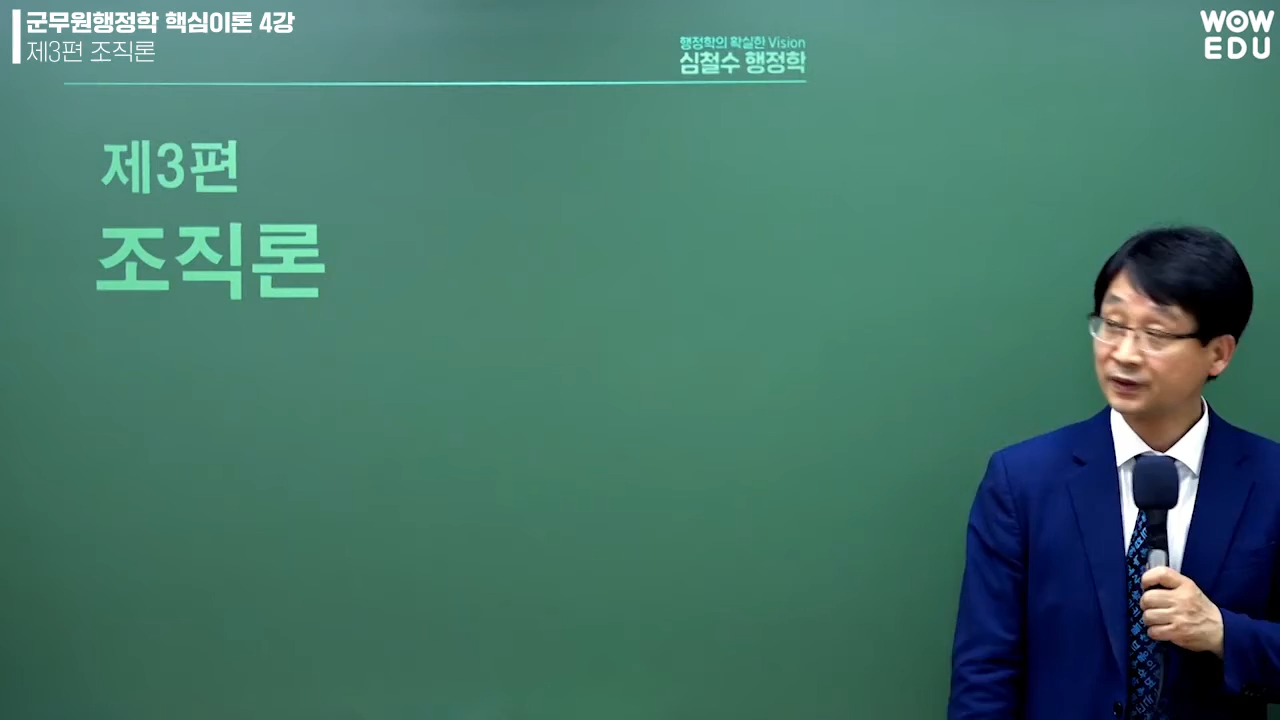 군무원행정학 핵심이론 4강
제3편 조직론
행정학의 확실한 Vision
심철수 행정학
WOW
EDU
제3편
조직론